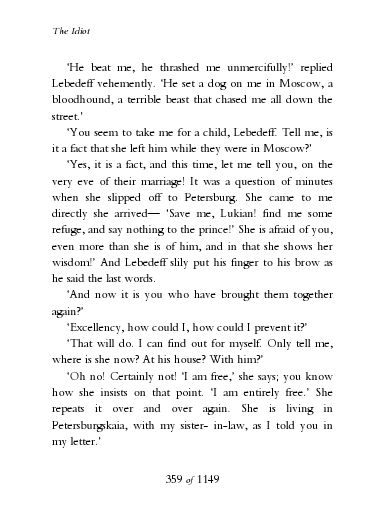 The Idiot
‘He beat me, he thrashed me unmercifully!’ replied
Lebedeff vehemently. ‘He set a dog on me in Moscow, a
bloodhound, a terrible beast that chased me all down the
street.’
‘You seem to take me for a child, Lebedeff. Tell me, is
it a fact that she left him while they were in Moscow?’
‘Yes, it is a fact, and this time, let me tell you, on the
very eve of their marriage! It was a question of minutes
when she slipped off to Petersburg. She came to me
directly she arrived— ‘Save me, Lukian! find me some
refuge, and say nothing to the prince!’ She is afraid of you,
even more than she is of him, and in that she shows her
wisdom!’ And Lebedeff slily put his finger to his brow as
he said the last words.
‘And now it is you who have brought them together
again?’
‘Excellency, how could I, how could I prevent it?’
‘That will do. I can find out for myself. Only tell me,
where is she now? At his house? With him?’
‘Oh no! Certainly not! ‘I am free,’ she says; you know
how she insists on that point. ‘I am entirely free.’ She
repeats it over and over again. She is living in
Petersburgskaia, with my sister- in-law, as I told you in
my letter.’
359 of 1149